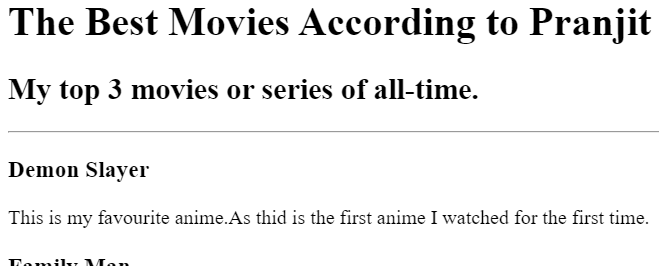 The Best Movies According to Pranjit
My top 3 movies or series of all-time.
Demon Slayer
This is my favourite anime.As thid is the first anime I watched for the first time.
Family Man